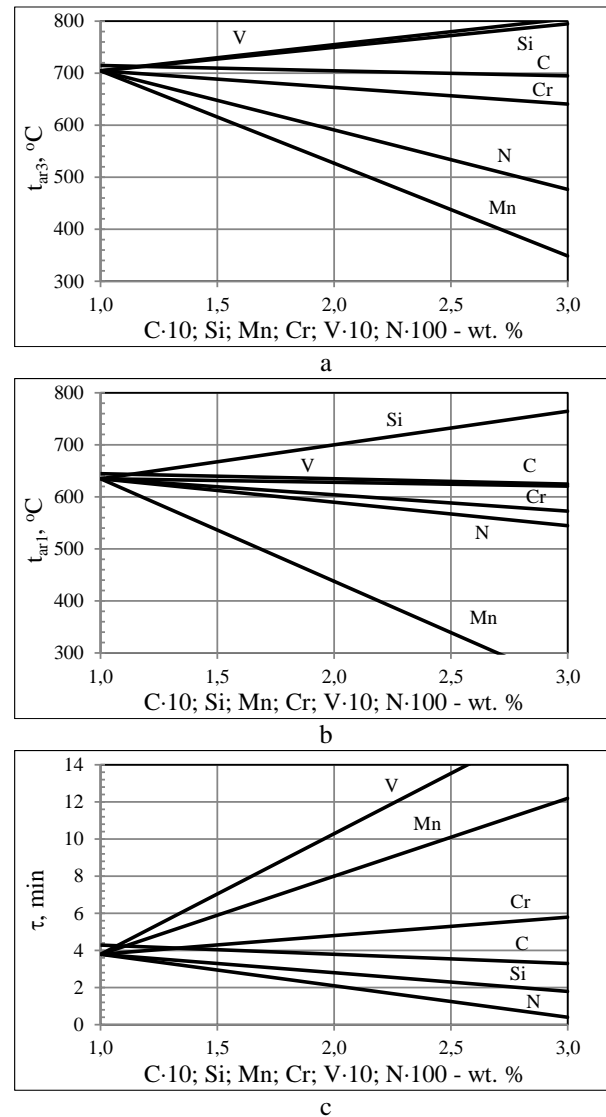 800
V
Si
700
C
Cr
600
N
500
Mn
400
300
t_ar3, °C
1,0 1,5 2,0 2,5 3,0
C·10; Si; Mn; Cr; V·10; N·100 - wt. %
a
800
Si
700
V
C
600
Cr
N
500
400
Mn
300
t_ar1, °C
1,0 1,5 2,0 2,5 3,0
C·10; Si; Mn; Cr; V·10; N·100 - wt. %
b
14
V
12
Mn
10
8
Cr
6
C
4
Si
2
N
0
τ, min
1,0 1,5 2,0 2,5 3,0
C·10; Si; Mn; Cr; V·10; N·100 - wt. %
c